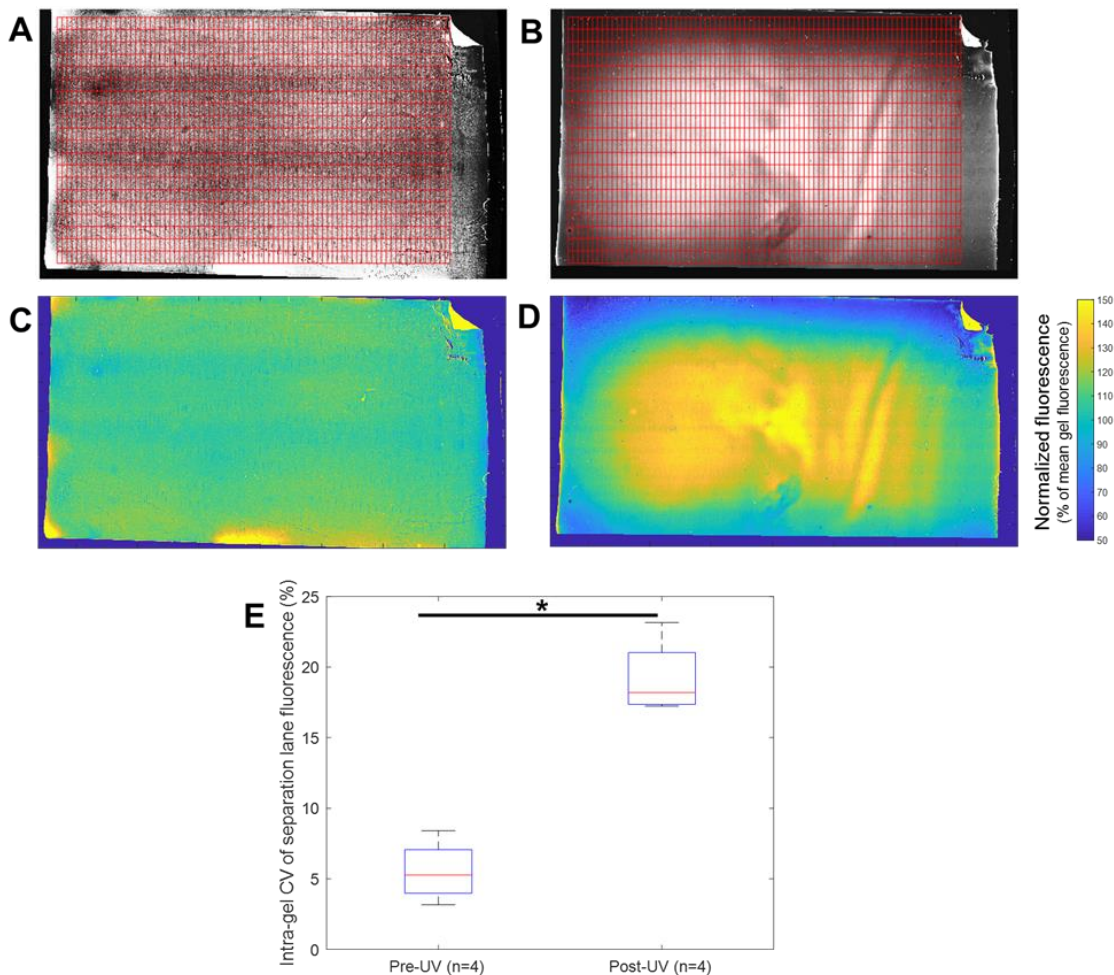 A
B
C
D
Normalized fluorescence
(% of mean gel fluorescence)
150
140
130
120
110
100
90
80
70
60
50
E
*
Intra-gel CV of separation lane fluorescence (%)
25
20
15
10
5
0
Pre-UV (n=4)
Post-UV (n=4)